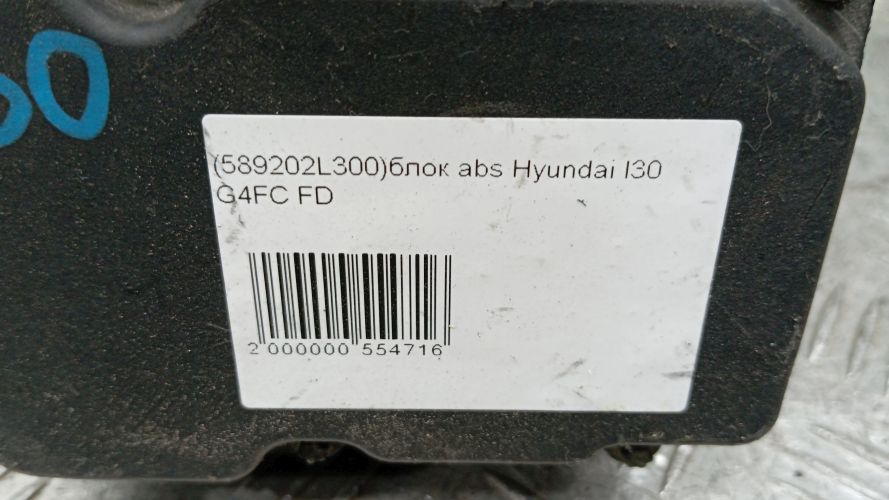 (589202L300)блок abs Hyundai I30
G4FC FD
2 000000 554716